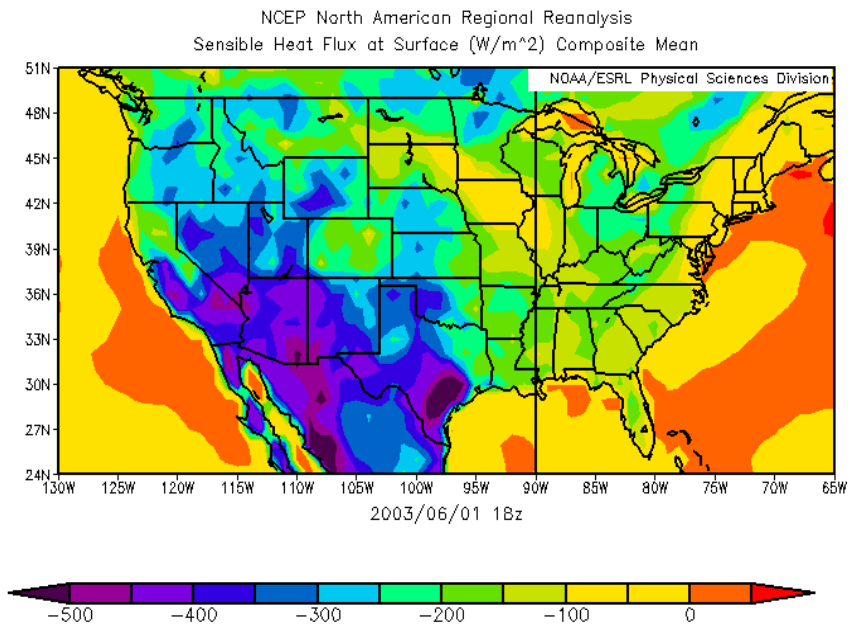 NCEP North American Regional Reanalysis
Sensible Heat Flux at Surface (W/m^2) Composite Mean
NOAA/ESRL Physical Sciences Division
51N
48N
45N
42N
39N
36N
33N
30N
27N
24N
130W 125W 120W 115W 110W 105W 100W 95W 90W 85W 80W 75W 70W 65W
2003/06/01 18z
-500 -400 -300 -200 -100 0